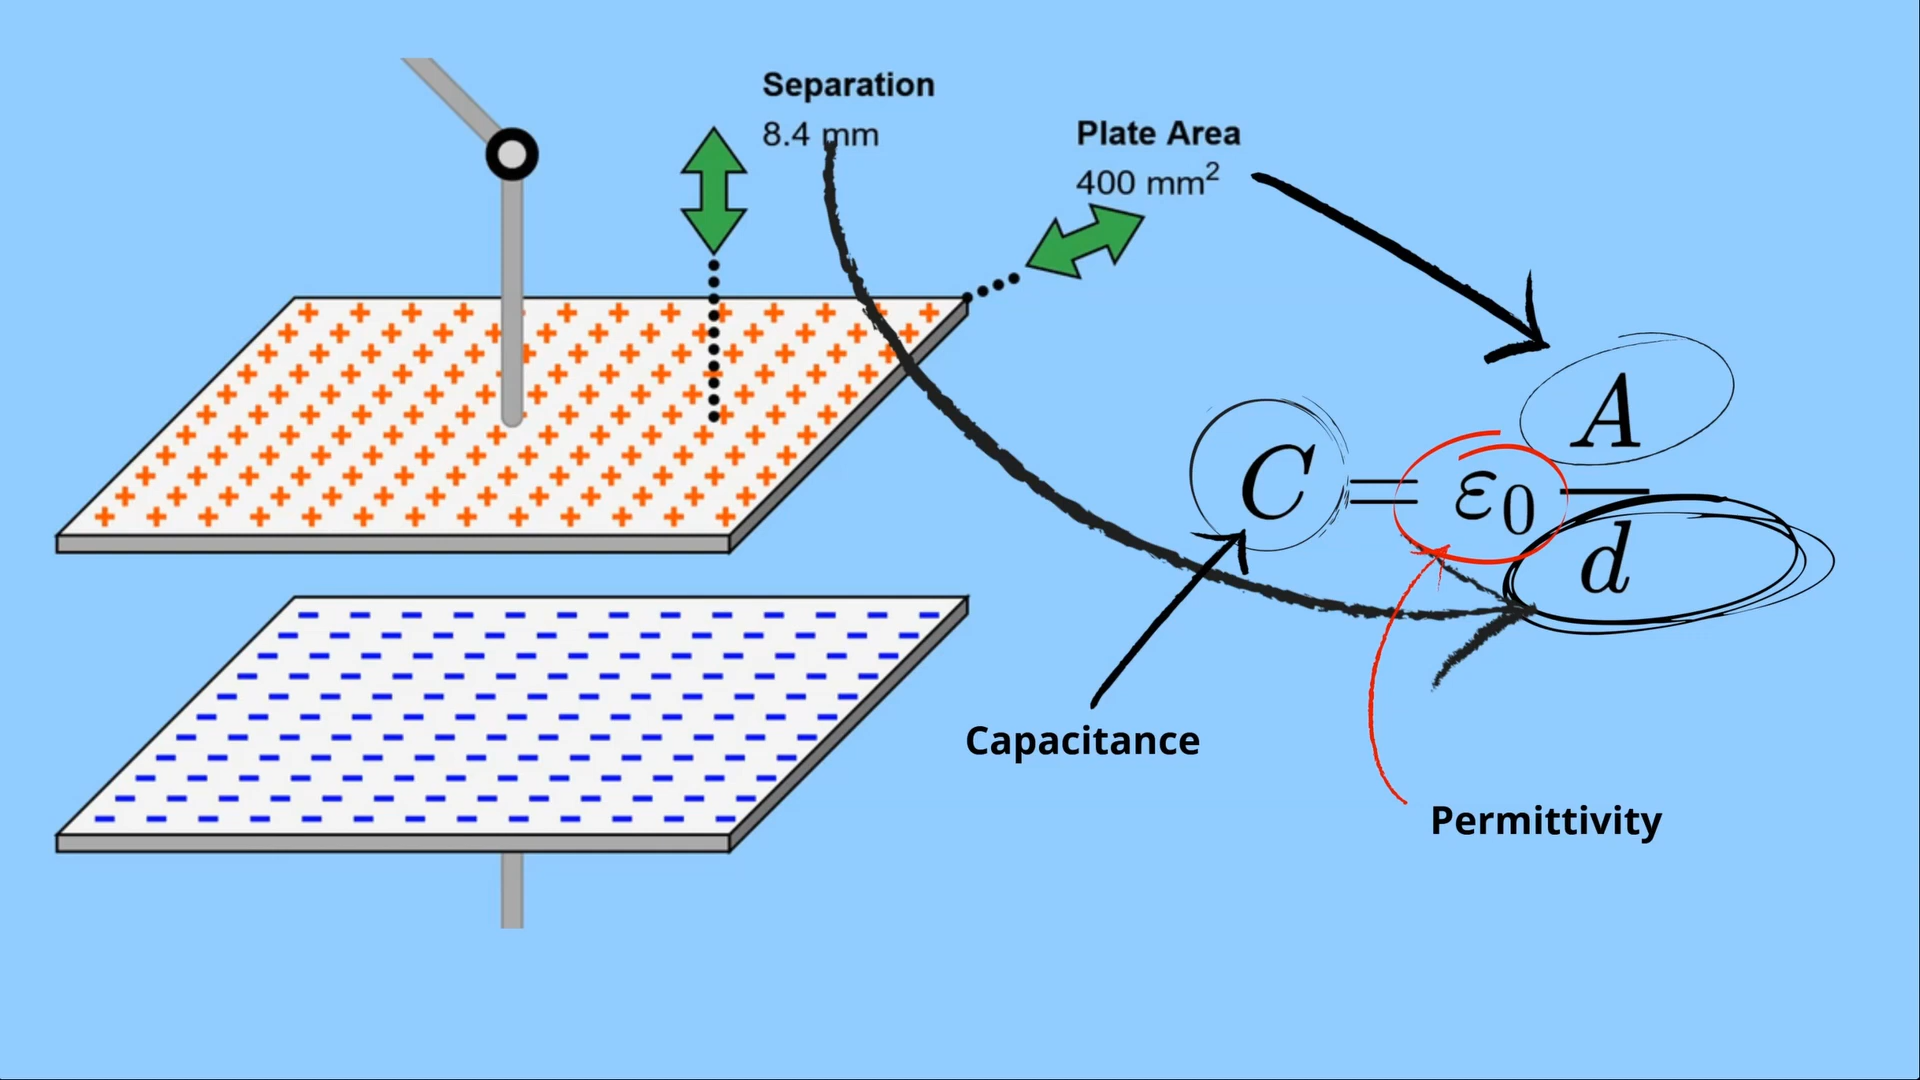 Separation
8.4 mm
Plate Area
400 mm²
C = ε₀ A/d
Capacitance
Permittivity